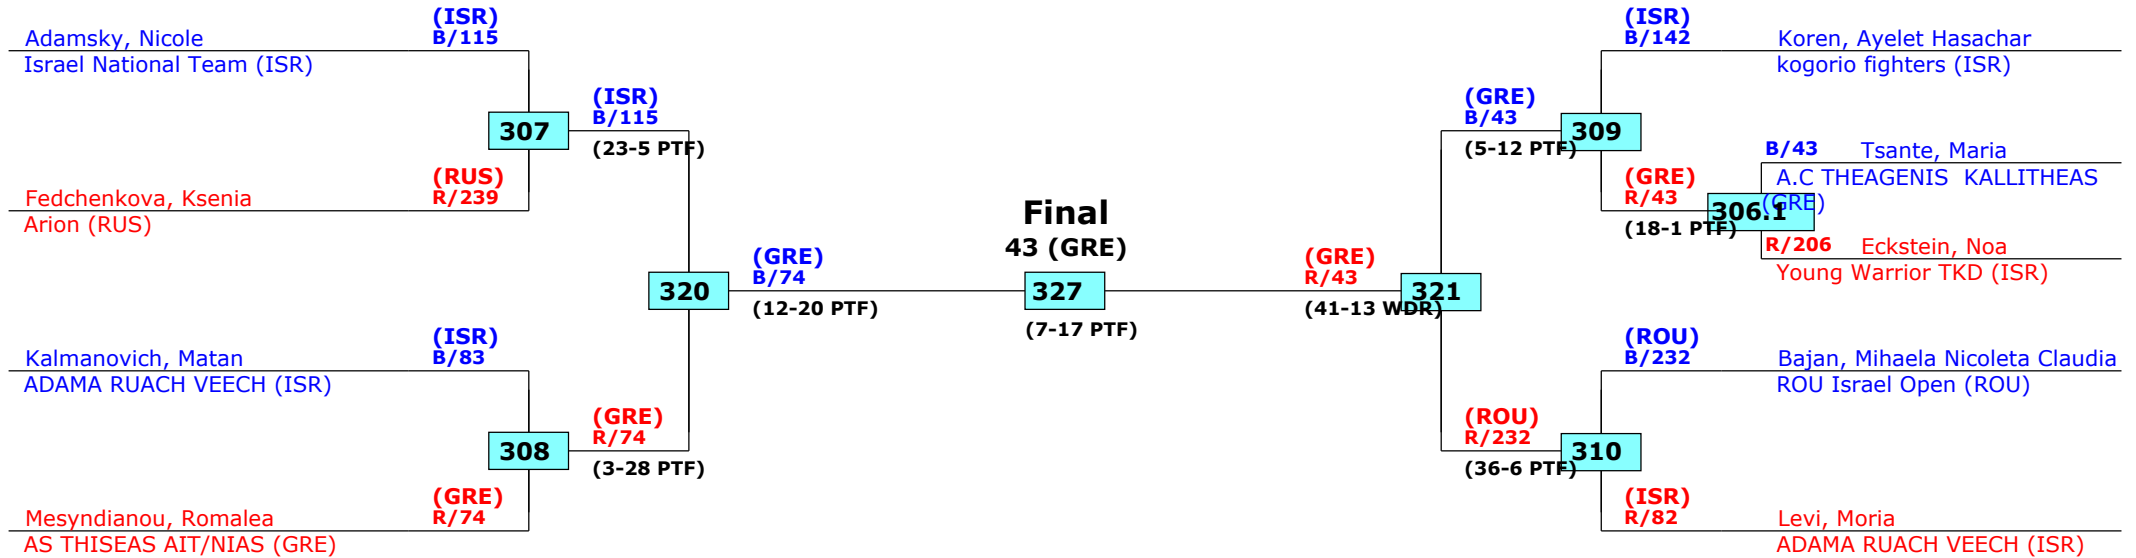 (ISR)
B/115
Adamsky, Nicole
Israel National Team (ISR)
307
(ISR)
B/115
(23-5 PTF)
(RUS)
R/239
Fedchenkova, Ksenia
Arion (RUS)
320
(GRE)
B/74
(12-20 PTF)
(ISR)
B/83
Kalmanovich, Matan
ADAMA RUACH VEECH (ISR)
308
(GRE)
R/74
(3-28 PTF)
(GRE)
R/74
Mesyndianou, Romalea
AS THISEAS AIT/NIAS (GRE)
Final
43 (GRE)
327
(7-17 PTF)
(ISR)
B/142
Koren, Ayelet Hasachar
kogorio fighters (ISR)
(GRE)
B/43
(5-12 PTF)
309
B/43 Tsante, Maria
A.C THEAGENIS  KALLITHEAS
(GRE)
(GRE)
R/43
(18-1 PTF)
306.1
R/206 Eckstein, Noa
Young Warrior TKD (ISR)
(GRE)
R/43
(41-13 WDR)
321
(ROU)
B/232
Bajan, Mihaela Nicoleta Claudia
ROU Israel Open (ROU)
(ROU)
R/232
(36-6 PTF)
310
(ISR)
R/82
Levi, Moria
ADAMA RUACH VEECH (ISR)